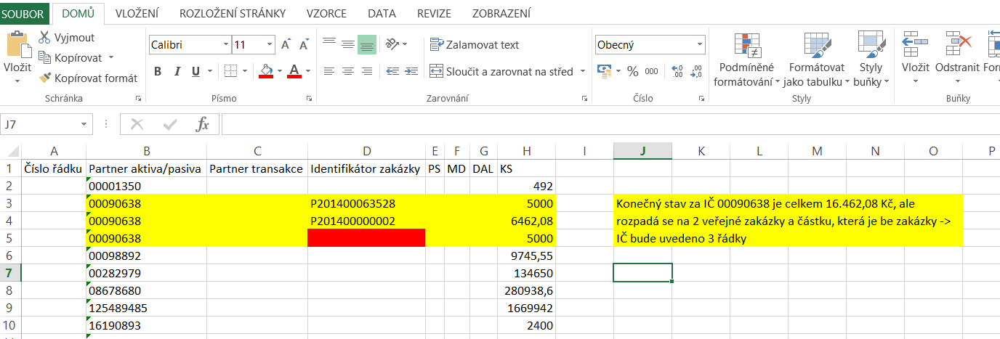 SOUBOR DOMŮ VLOŽENÍ ROZLOŽENÍ STRÁNKY VZORCE DATA REVIZE ZOBRAZENÍ
Vložit
Vyjmout
Kopírovat
Kopírovat formát
Schránka
Calibri 11
B I U
Písmo
Zalamovat text
Sloučit a zarovnat na střed
Zarovnání
Obecný
% 000 ,0 ,00 ,00 ,0
Číslo
Podmíněné formátování
Formátovat jako tabulku
Styly buňky
Styly
Vložit Odstranit
Buňky
J7 fx
A B C D E F G H I J K L M N O P
1 Číslo řádku Partner aktiva/pasiva Partner transakce Identifikátor zakázky PS MD DAL KS
2 00001350 492
3 00090638 P201400063528 5000 Konečný stav za IČ 00090638 je celkem 16.462,08 Kč, ale
4 00090638 P201400000002 6462,08 rozpadá se na 2 veřejné zakázky a částku, která je be zakázky ->
5 00090638 5000 IČ bude uvedeno 3 řádky
6 00098892 9745,55
7 00282979 134650
8 08678680 280938,6
9 125489485 1669942
10 16190893 2400